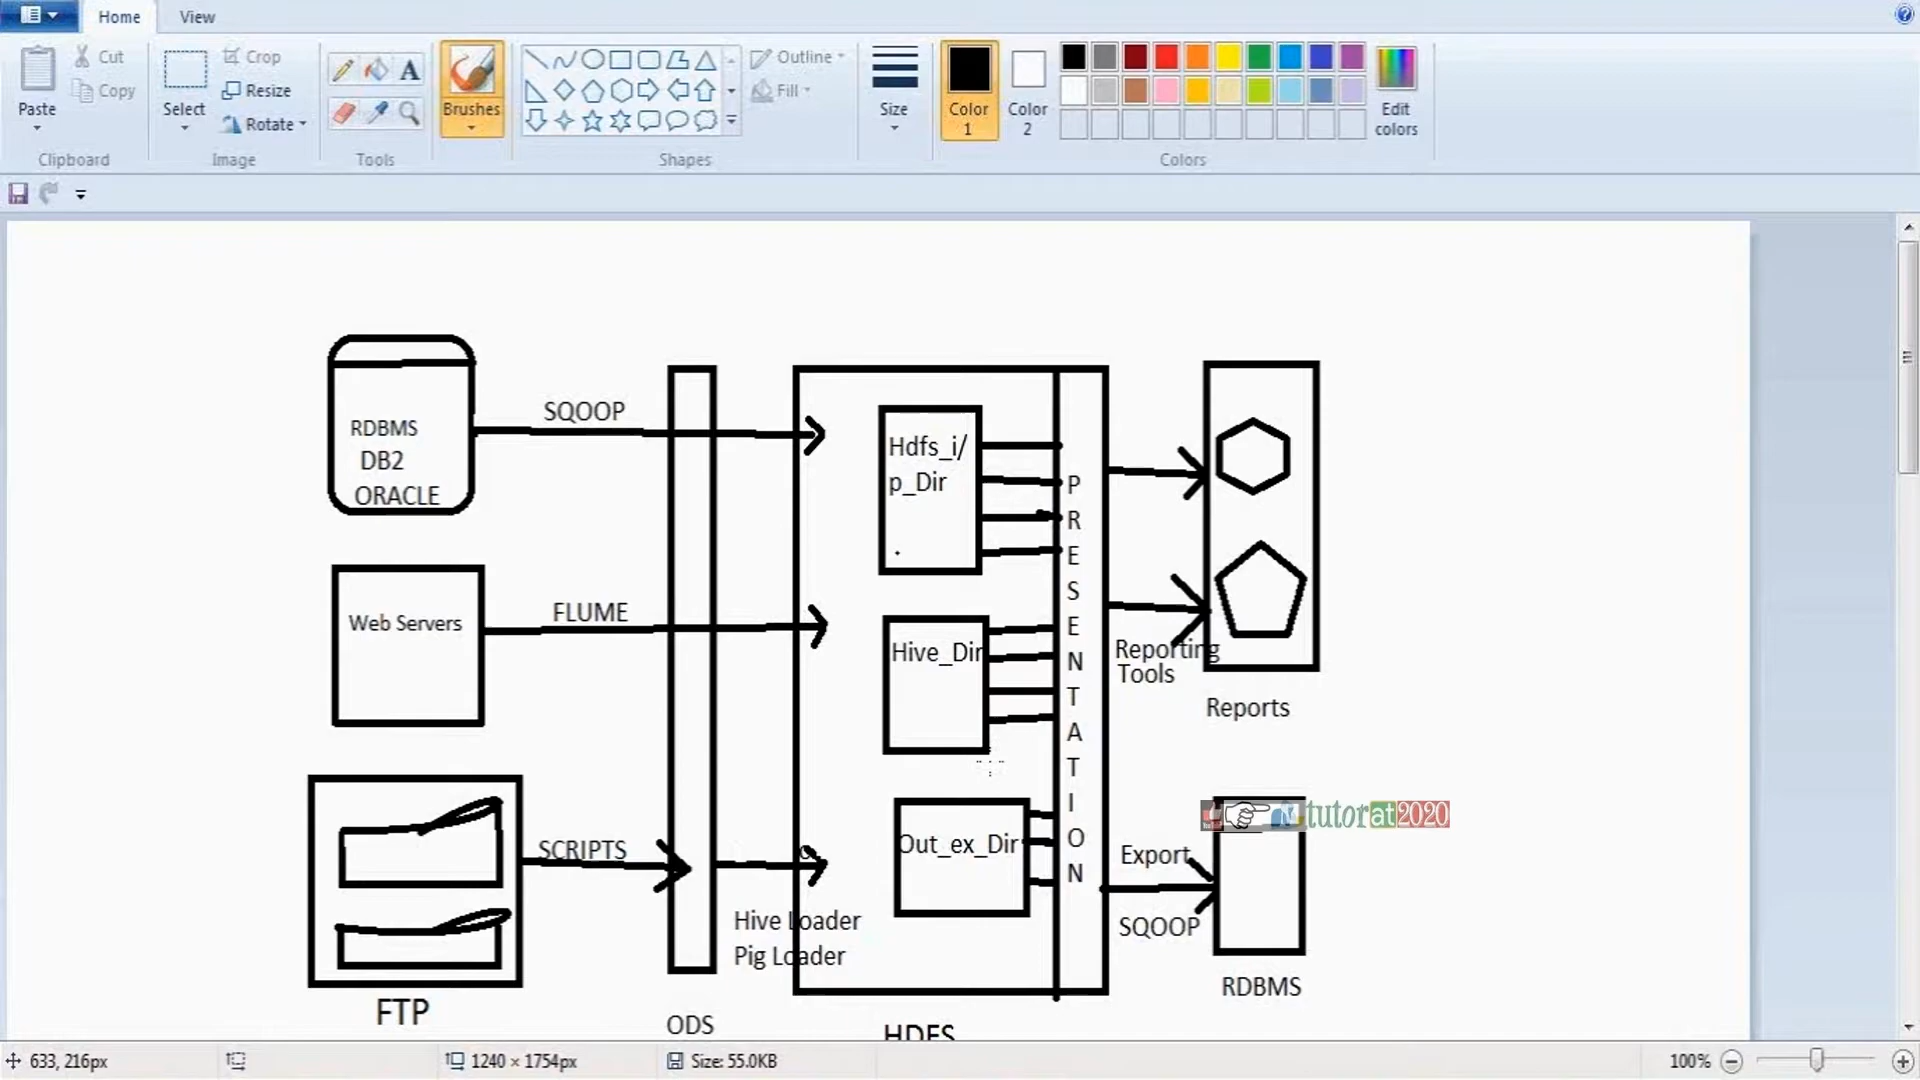 Home View
Paste
Cut
Copy
Clipboard
Select
Crop
Resize
Rotate
Image
Tools
Brushes
Shapes
Outline
Fill
Size
Color 1
Color 2
Edit colors
Colors
RDBMS
DB2
ORACLE
SQOOP
Web Servers
FLUME
SCRIPTS
FTP
ODS
Hive Loader
Pig Loader
Hdfs_i/
p_Dir
Hive_Dir
Out_ex_Dir
HDFS
P
R
E
S
E
N
T
A
T
I
O
N
Reporting
Tools
Reports
tutorat2020
Export
SQOOP
RDBMS
633, 216px
1240 × 1754px
Size: 55.0KB
100%